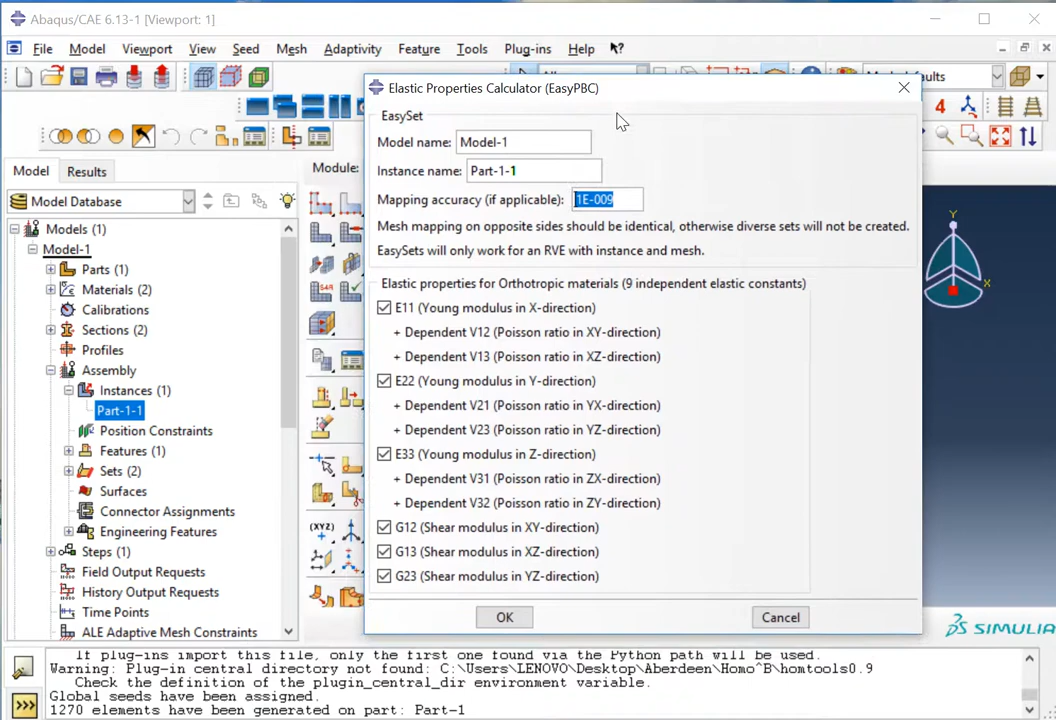 Abaqus/CAE 6.13-1 [Viewport: 1]
File Model Viewport View Seed Mesh Adaptivity Feature Tools Plug-ins Help
Elastic Properties Calculator (EasyPBC)
EasySet
Model name: Model-1
Instance name: Part-1-1
Mapping accuracy (if applicable): 1E-009
Mesh mapping on opposite sides should be identical, otherwise diverse sets will not be created.
EasySets will only work for an RVE with instance and mesh.
Elastic properties for Orthotropic materials (9 independent elastic constants)
E11 (Young modulus in X-direction)
+ Dependent V12 (Poisson ratio in XY-direction)
+ Dependent V13 (Poisson ratio in XZ-direction)
E22 (Young modulus in Y-direction)
+ Dependent V21 (Poisson ratio in YX-direction)
+ Dependent V23 (Poisson ratio in YZ-direction)
E33 (Young modulus in Z-direction)
+ Dependent V31 (Poisson ratio in ZX-direction)
+ Dependent V32 (Poisson ratio in ZY-direction)
G12 (Shear modulus in XY-direction)
G13 (Shear modulus in XZ-direction)
G23 (Shear modulus in YZ-direction)
OK Cancel
Model Results
Module:
Model Database
Models (1)
Model-1
Parts (1)
Materials (2)
Calibrations
Sections (2)
Profiles
Assembly
Instances (1)
Part-1-1
Position Constraints
Features (1)
Sets (2)
Surfaces
Connector Assignments
Engineering Features
Steps (1)
Field Output Requests
History Output Requests
Time Points
ALE Adaptive Mesh Constraints
4
(XYZ)
Y
X
SIMULIA
If plug-ins import this file, only the first one found via the Python path will be used.
Warning: Plug-in central directory not found: C:\Users\LENOVO\Desktop\Aberdeen\Homo^B\homtools0.9
Check the definition of the plugin_central_dir environment variable.
Global seeds have been assigned.
1270 elements have been generated on part: Part-1
>>>